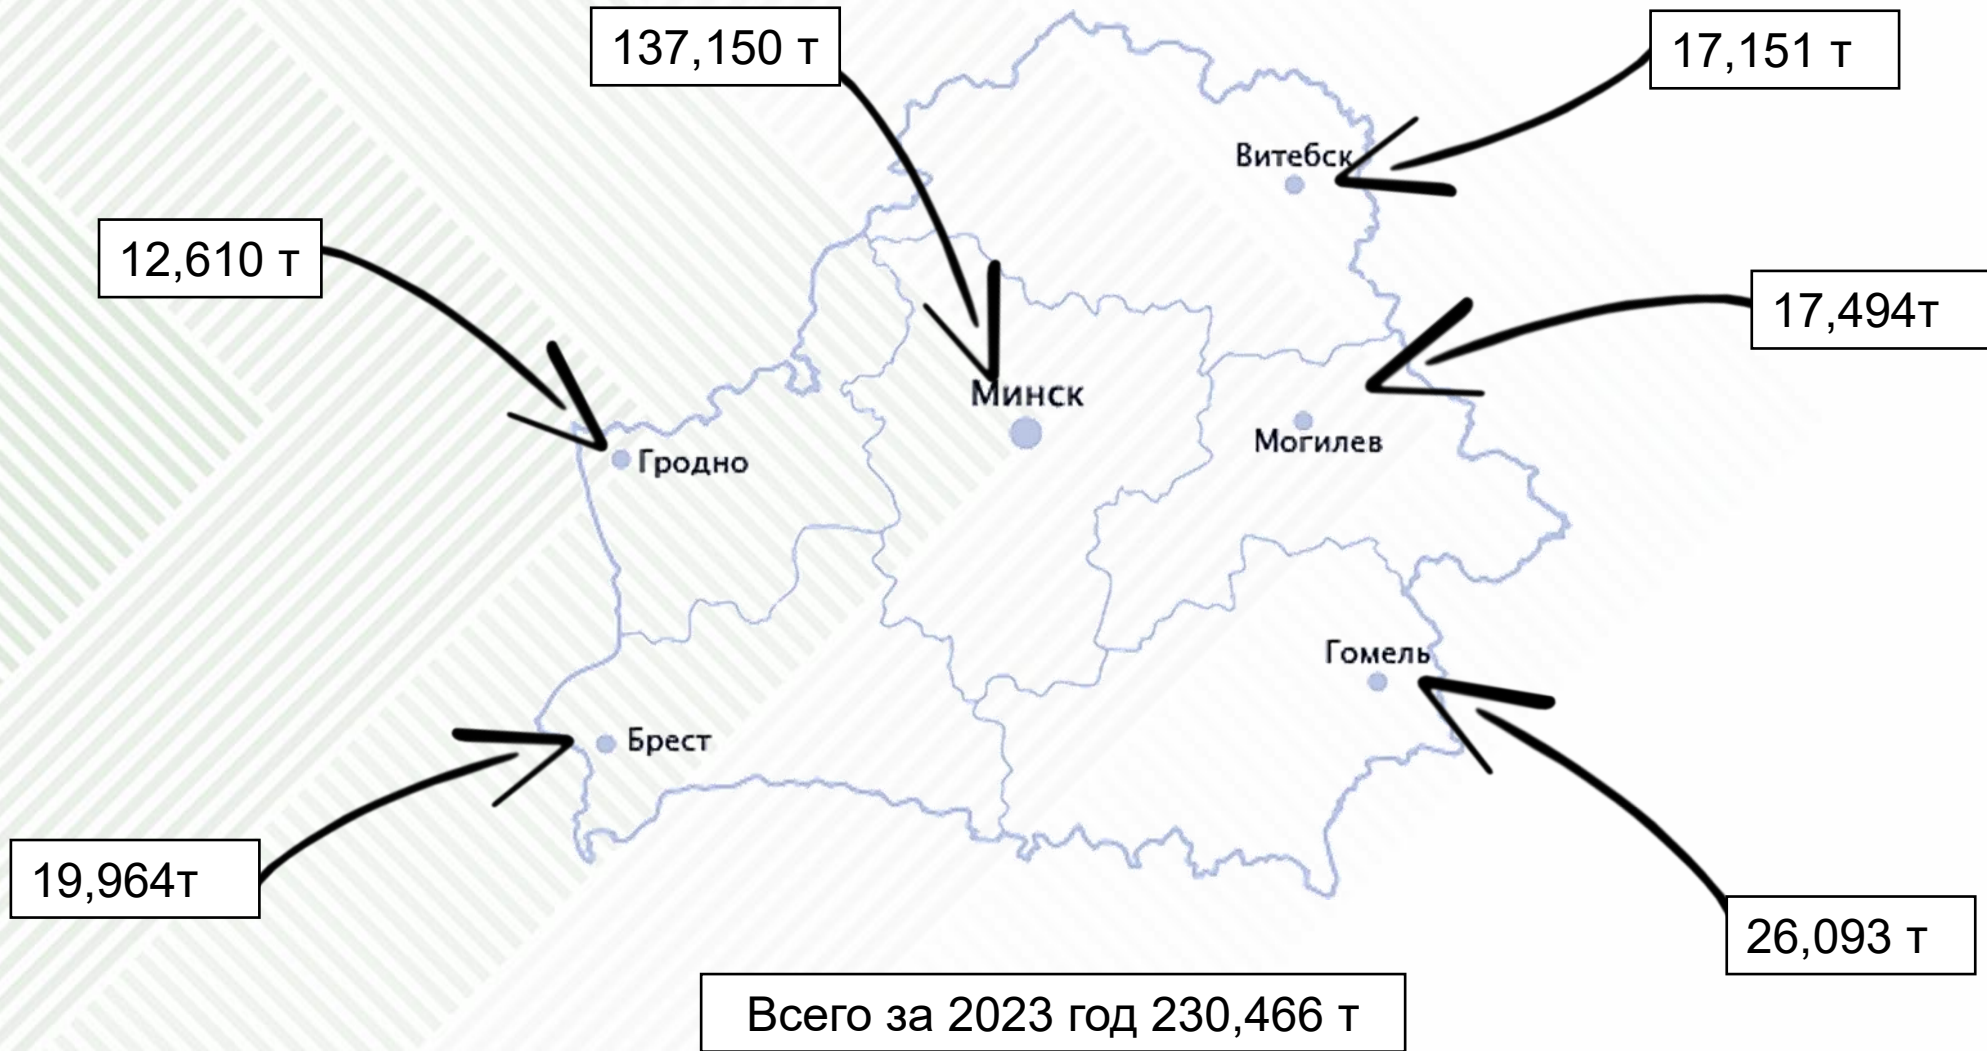 137,150 т
17,151 т
Витебск
12,610 т
17,494т
Минск
Могилев
Гродно
Гомель
Брест
19,964т
26,093 т
Всего за 2023 год 230,466 т